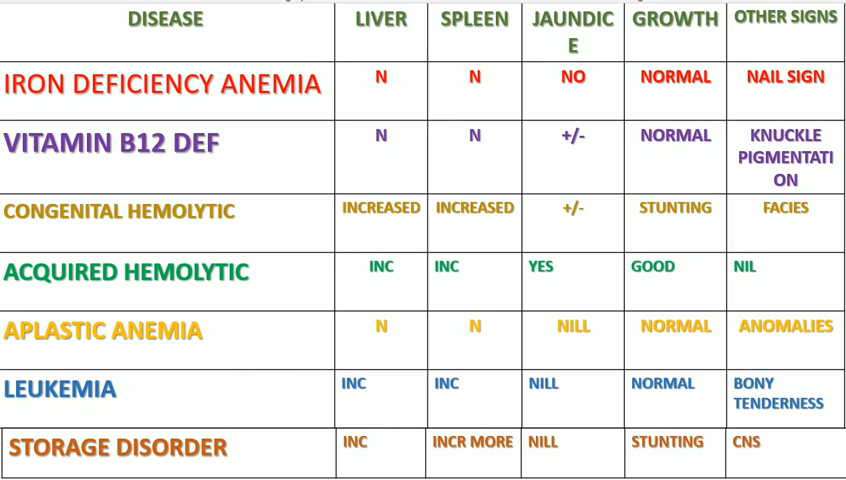 DISEASE LIVER SPLEEN JAUNDIC GROWTH OTHER SIGNS
E
IRON DEFICIENCY ANEMIA N N NO NORMAL NAIL SIGN
VITAMIN B12 DEF N N +/- NORMAL KNUCKLE
PIGMENTATI
ON
CONGENITAL HEMOLYTIC INCREASED INCREASED +/- STUNTING FACIES
ACQUIRED HEMOLYTIC INC INC YES GOOD NIL
APLASTIC ANEMIA N N NILL NORMAL ANOMALIES
LEUKEMIA INC INC NILL NORMAL BONY
TENDERNESS
STORAGE DISORDER INC INCR MORE NILL STUNTING CNS